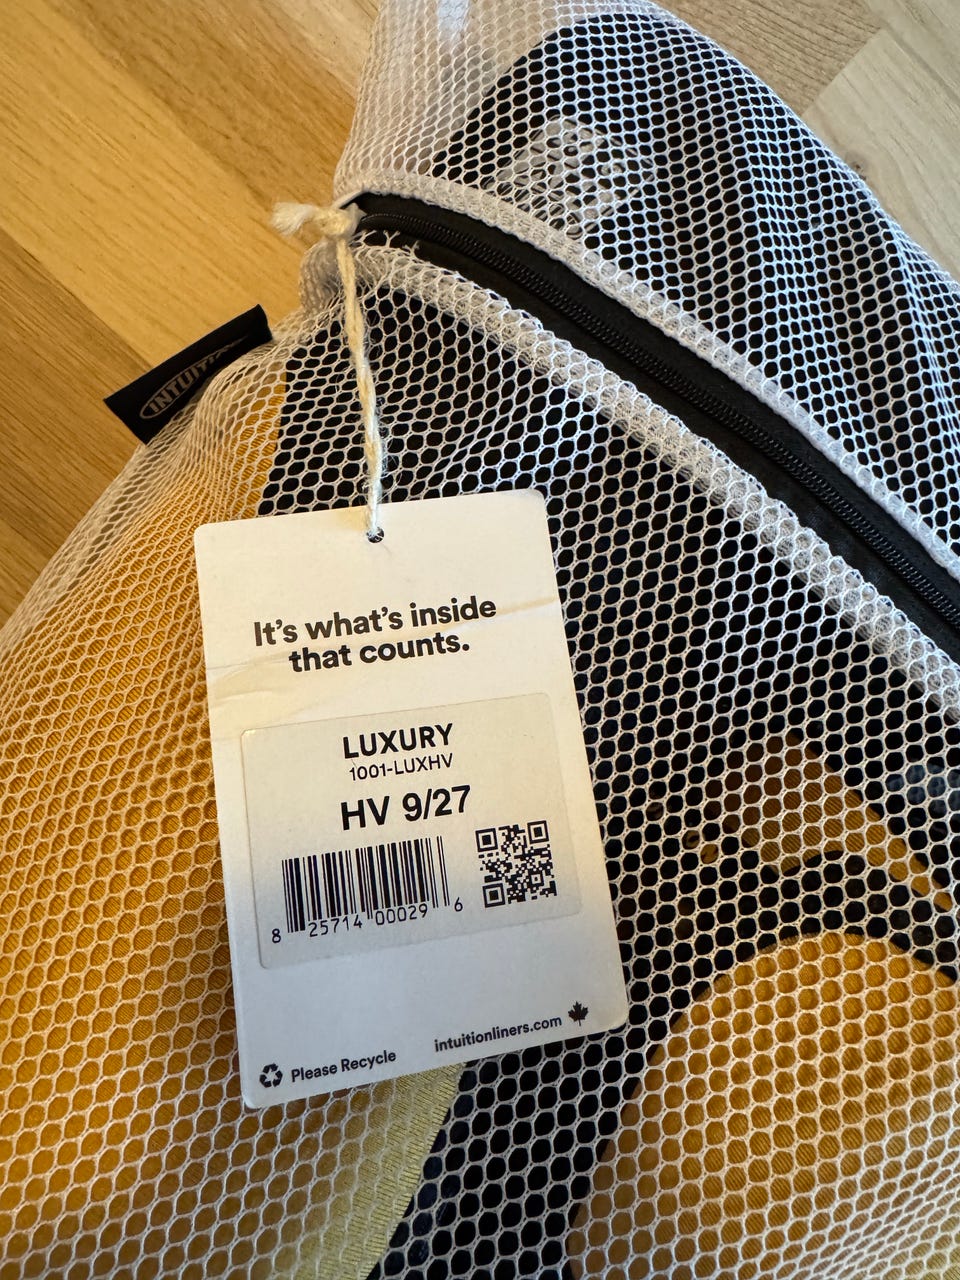 INTUITION
It's what's inside
that counts.
LUXURY
1001-LUXHV
HV 9/27
8 25714 00029 6
Please Recycle
intuitionliners.com